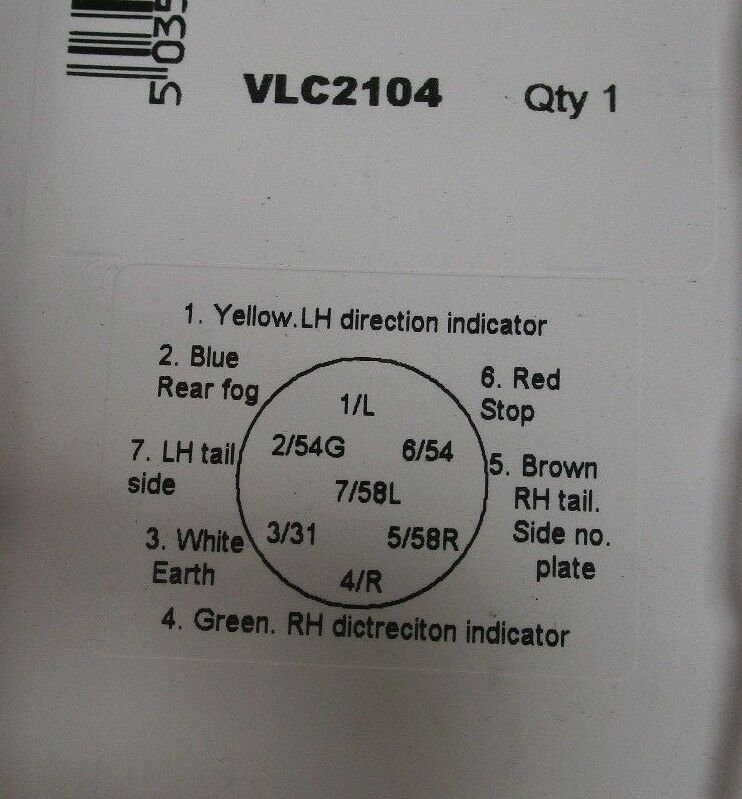 5 035
VLC2104 Qty 1
1. Yellow.LH direction indicator
2. Blue
Rear fog
6. Red
Stop
1/L
2/54G 6/54
7. LH tail
side
7/58L
5. Brown
RH tail.
Side no.
plate
3/31 5/58R
3. White
Earth
4/R
4. Green. RH dictreciton indicator